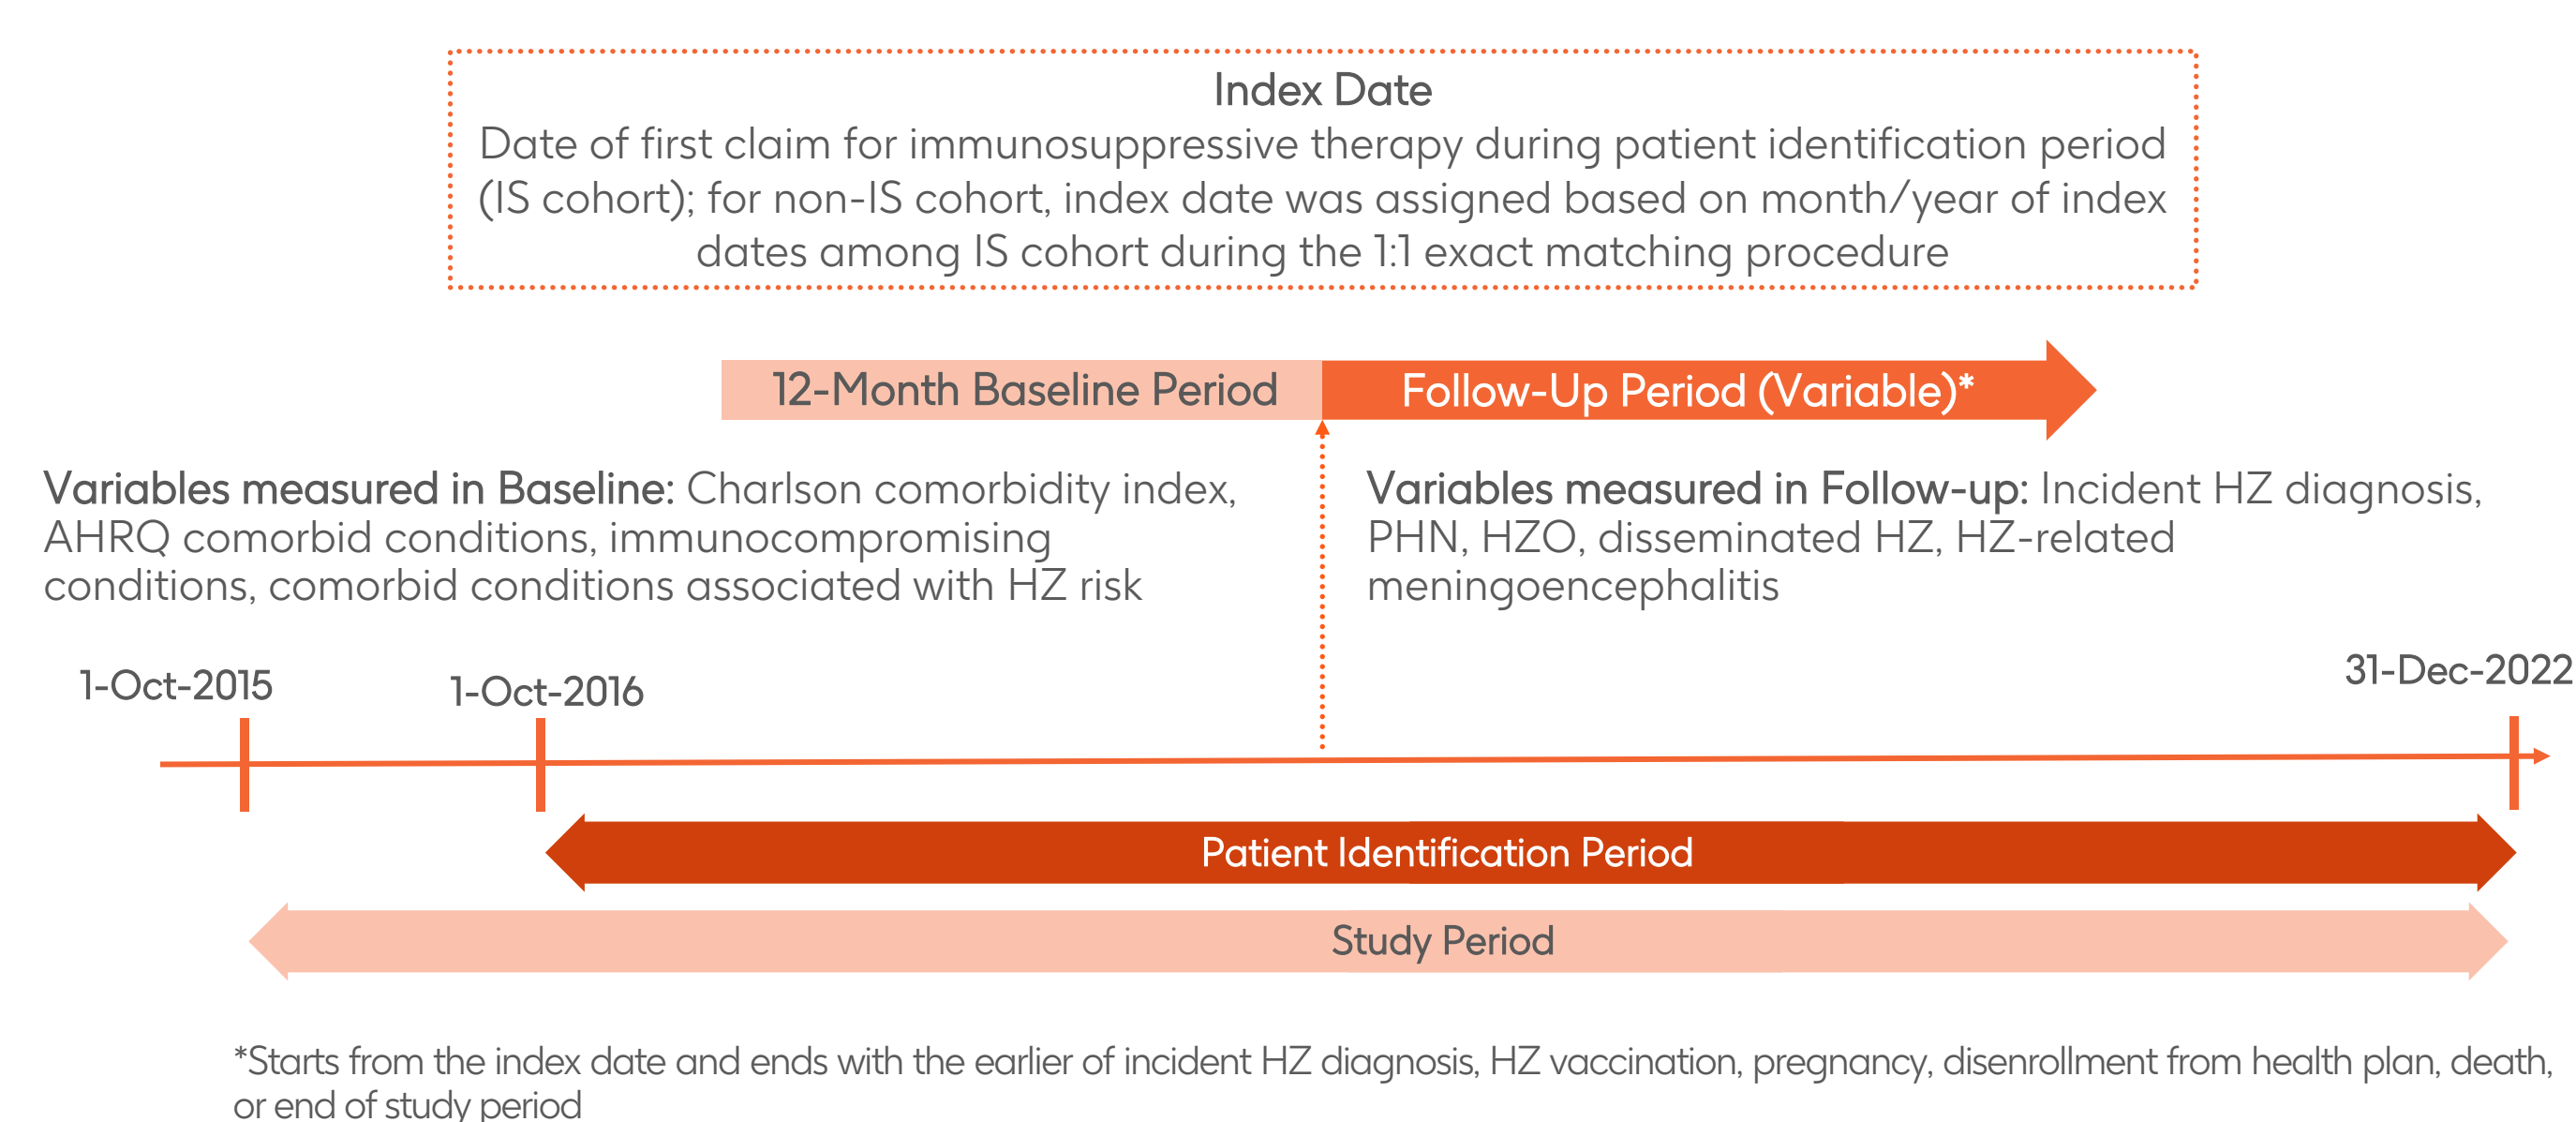 Index Date
Date of first claim for immunosuppressive therapy during patient identification period
(IS cohort); for non-IS cohort, index date was assigned based on month/year of index
dates among IS cohort during the 1:1 exact matching procedure
12-Month Baseline Period
Follow-Up Period (Variable)*
Variables measured in Baseline: Charlson comorbidity index,
AHRQ comorbid conditions, immunocompromising
conditions, comorbid conditions associated with HZ risk
Variables measured in Follow-up: Incident HZ diagnosis,
PHN, HZO, disseminated HZ, HZ-related
meningoencephalitis
1-Oct-2015
1-Oct-2016
31-Dec-2022
Patient Identification Period
Study Period
*Starts from the index date and ends with the earlier of incident HZ diagnosis, HZ vaccination, pregnancy, disenrollment from health plan, death,
or end of study period